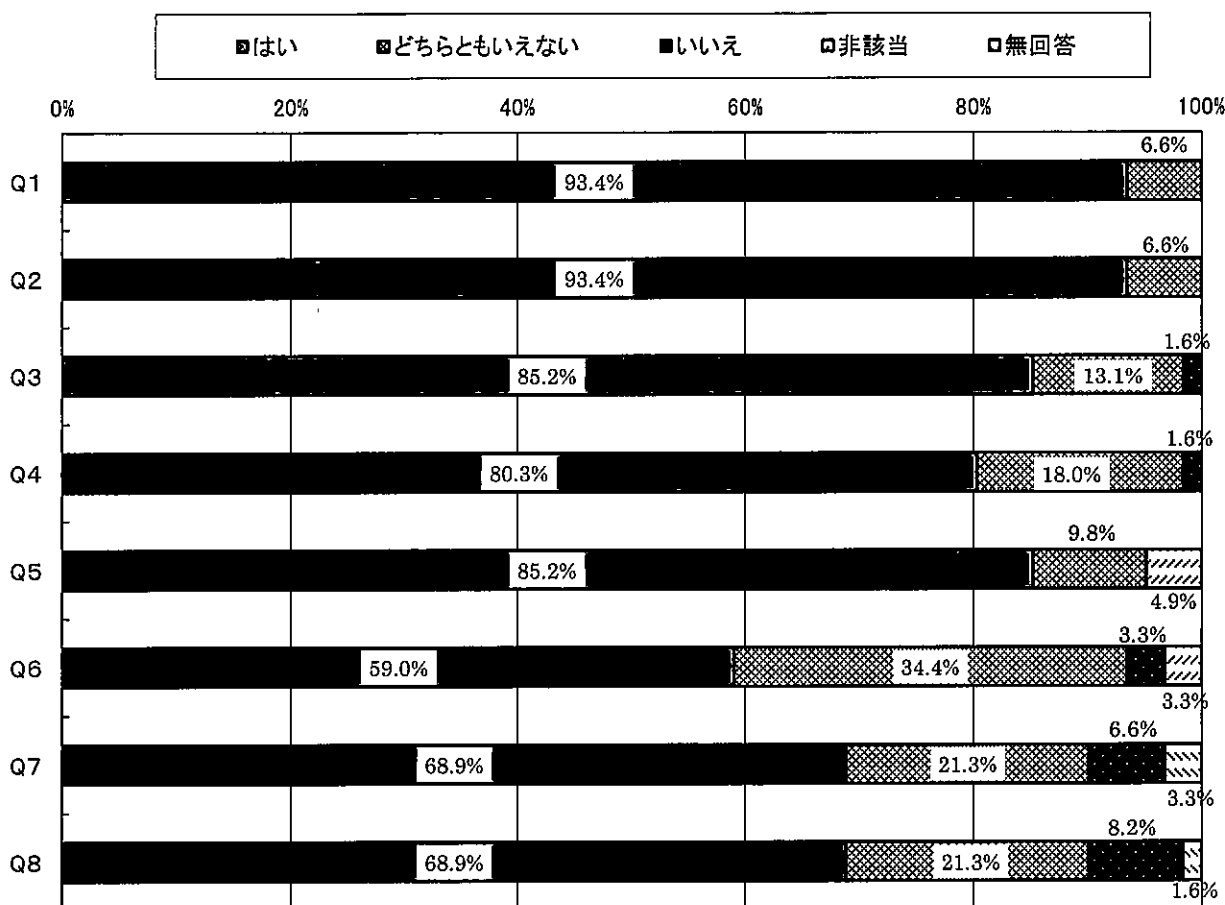 はい どちらともいえない いいえ 非該当 無回答
0% 20% 40% 60% 80% 100%
6.6%
Q1 93.4%
6.6%
Q2 93.4%
1.6%
Q3 85.2% 13.1%
1.6%
Q4 80.3% 18.0%
9.8%
Q5 85.2%
4.9%
3.3%
Q6 59.0% 34.4%
3.3%
6.6%
Q7 68.9% 21.3%
3.3%
8.2%
Q8 68.9% 21.3%
1.6%